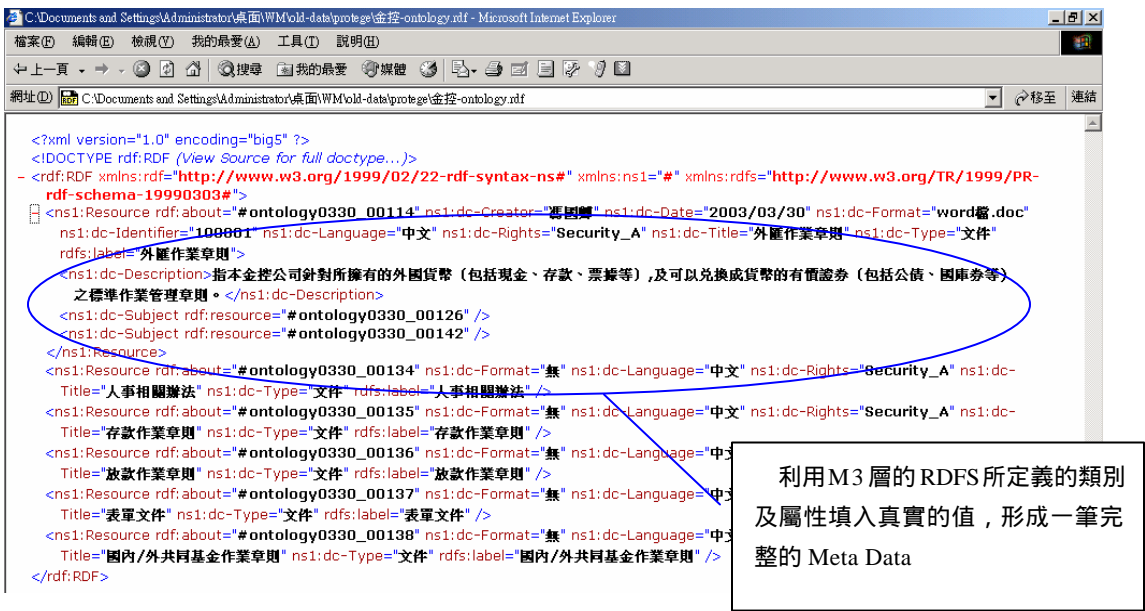 C:\Documents and Settings\Administrator\桌面\WM\old-data\protege\金控-ontology.rdf - Microsoft Internet Explorer
檔案(F) 編輯(E) 檢視(V) 我的最愛(A) 工具(T) 說明(H)
上一頁 搜尋 我的最愛 媒體
網址(D) C:\Documents and Settings\Administrator\桌面\WM\old-data\protege\金控-ontology.rdf 移至 連結
<?xml version="1.0" encoding="big5" ?>
<!DOCTYPE rdf:RDF (View Source for full doctype...)>
- <rdf:RDF xmlns:rdf="http://www.w3.org/1999/02/22-rdf-syntax-ns#" xmlns:ns1="#" xmlns:rdfs="http://www.w3.org/TR/1999/PR-
rdf-schema-19990303#">
- <ns1:Resource rdf:about="#ontology0330_00114" ns1:dc-Creator="馮國卿" ns1:dc-Date="2003/03/30" ns1:dc-Format="word檔.doc"
ns1:dc-Identifier="100001" ns1:dc-Language="中文" ns1:dc-Rights="Security_A" ns1:dc-Title="外匯作業章則" ns1:dc-Type="文件"
rdfs:label="外匯作業章則">
<ns1:dc-Description>指本金控公司針對所擁有的外國貨幣〔包括現金、存款、票據等〕,及可以兌換成貨幣的有價證券〔包括公債、國庫券等〕
之標準作業管理章則。</ns1:dc-Description>
<ns1:dc-Subject rdf:resource="#ontology0330_00126" />
<ns1:dc-Subject rdf:resource="#ontology0330_00142" />
</ns1:Resource>
<ns1:Resource rdf:about="#ontology0330_00134" ns1:dc-Format="無" ns1:dc-Language="中文" ns1:dc-Rights="Security_A" ns1:dc-
Title="人事相關辦法" ns1:dc-Type="文件" rdfs:label="人事相關辦法" />
<ns1:Resource rdf:about="#ontology0330_00135" ns1:dc-Format="無" ns1:dc-Language="中文" ns1:dc-Rights="Security_A" ns1:dc-
Title="存款作業章則" ns1:dc-Type="文件" rdfs:label="存款作業章則" />
<ns1:Resource rdf:about="#ontology0330_00136" ns1:dc-Format="無" ns1:dc-Language="中文
Title="放款作業章則" ns1:dc-Type="文件" rdfs:label="放款作業章則" />
<ns1:Resource rdf:about="#ontology0330_00137" ns1:dc-Format="無" ns1:dc-Language="中文
Title="表單文件" ns1:dc-Type="文件" rdfs:label="表單文件" />
<ns1:Resource rdf:about="#ontology0330_00138" ns1:dc-Format="無" ns1:dc-Language="中文
Title="國內/外共同基金作業章則" ns1:dc-Type="文件" rdfs:label="國內/外共同基金作業章則" />
</rdf:RDF>
利用M3層的RDFS所定義的類別
及屬性填入真實的值，形成一筆完
整的 Meta Data